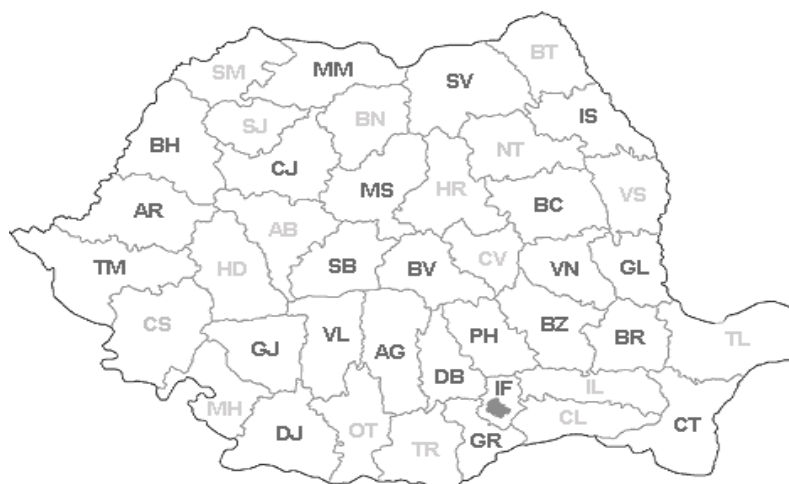 BT
SM
MM
SV
IS
SJ
BN
BH
NT
CJ
MS
HR
VS
AR
BC
AB
TM
HD
SB
BV
CV
VN
GL
CS
GJ
VL
AG
PH
BZ
BR
TL
DB
IF
IL
MH
DJ
OT
TR
GR
CL
CT